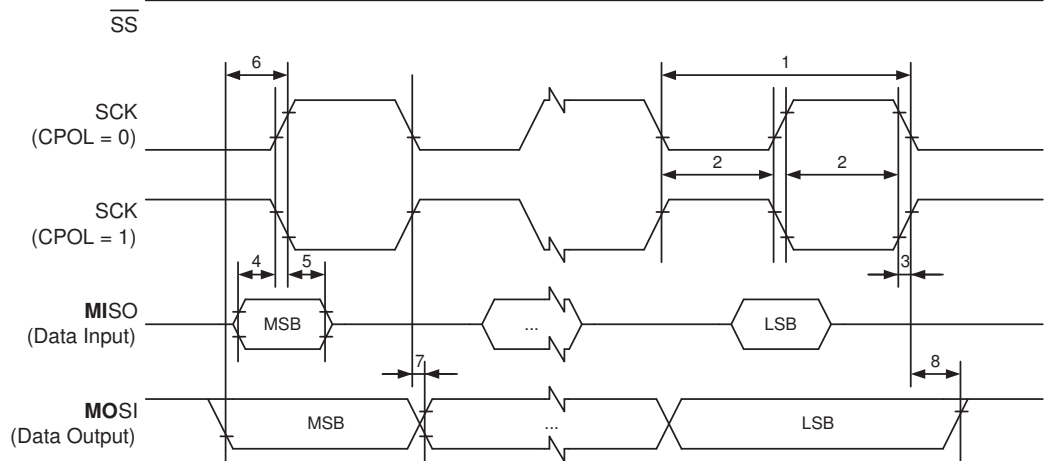 SS
6
1
SCK
(CPOL = 0)
2
2
SCK
(CPOL = 1)
4
5
3
MISO
(Data Input)
MSB
...
LSB
7
8
MOSI
(Data Output)
MSB
...
LSB